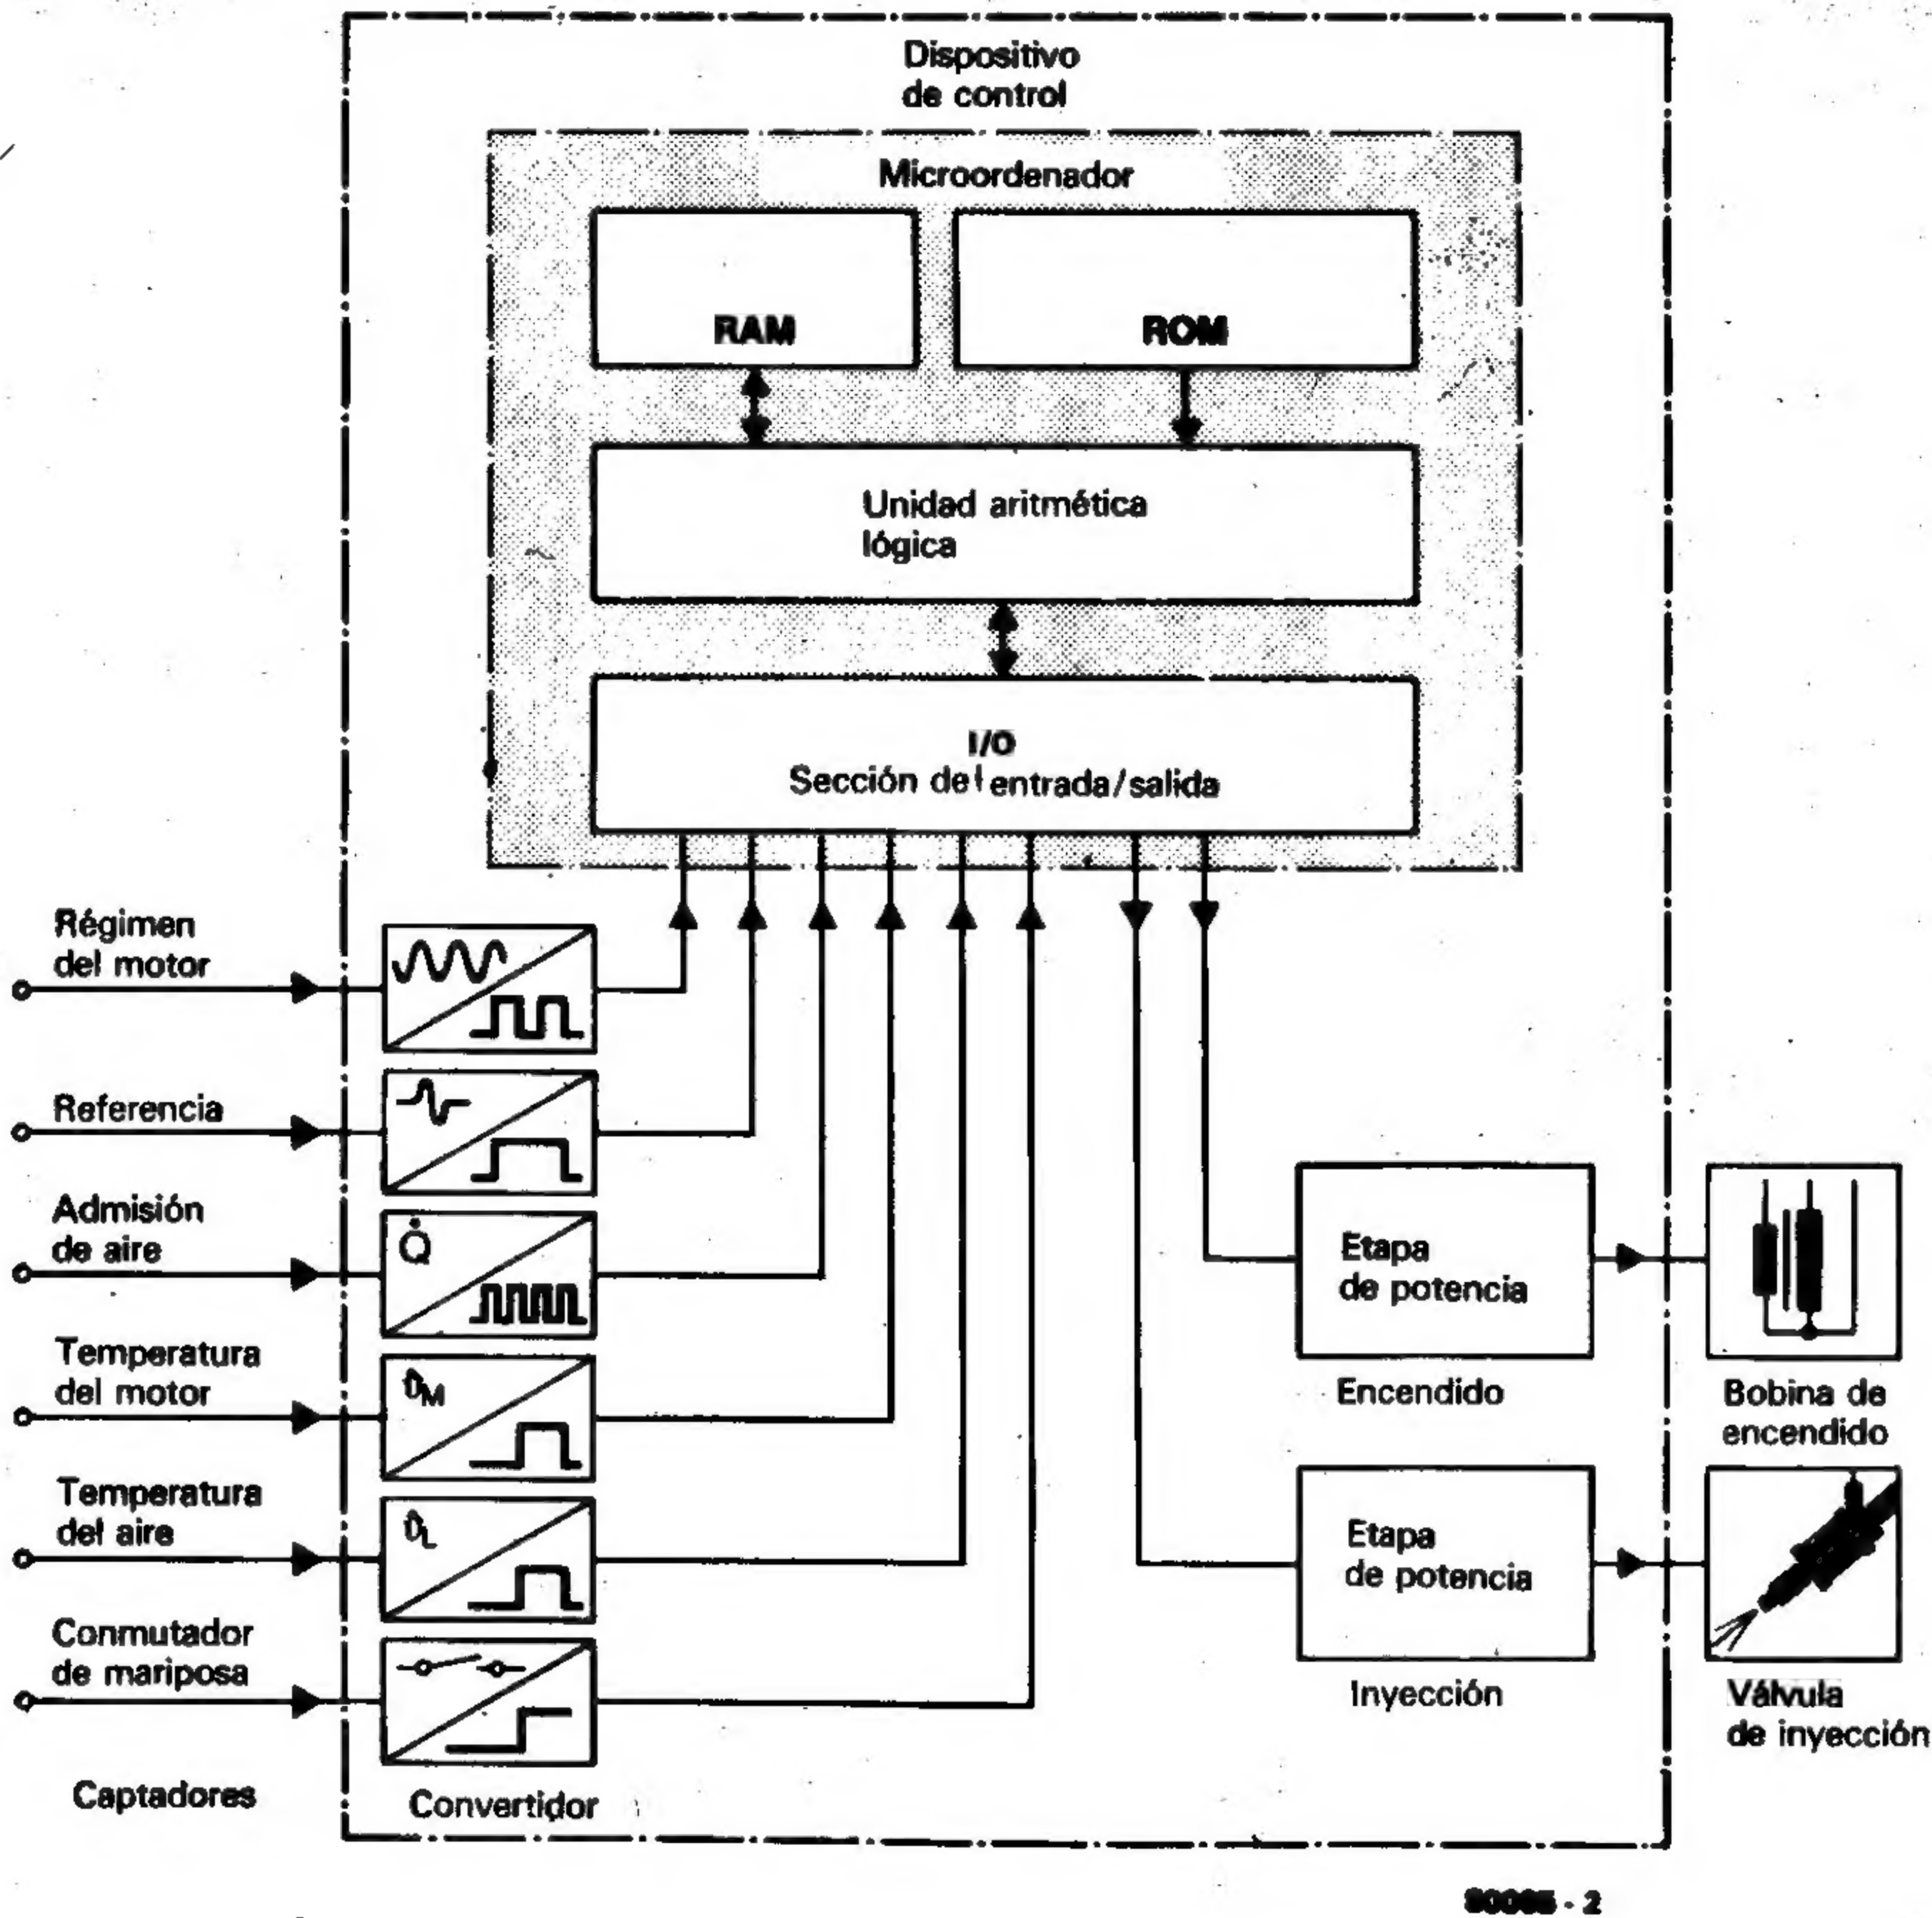 Dispositivo
de control
Microordenador
RAM
ROM
Unidad aritmética
lógica
I/O
Sección de entrada/salida
Régimen
del motor
Referencia
Admisión
de aire
Q̇
Temperatura
del motor
ϑM
Temperatura
del aire
ϑL
Conmutador
de mariposa
Captadores
Convertidor
Etapa
de potencia
Encendido
Bobina de
encendido
Etapa
de potencia
Inyección
Válvula
de inyección